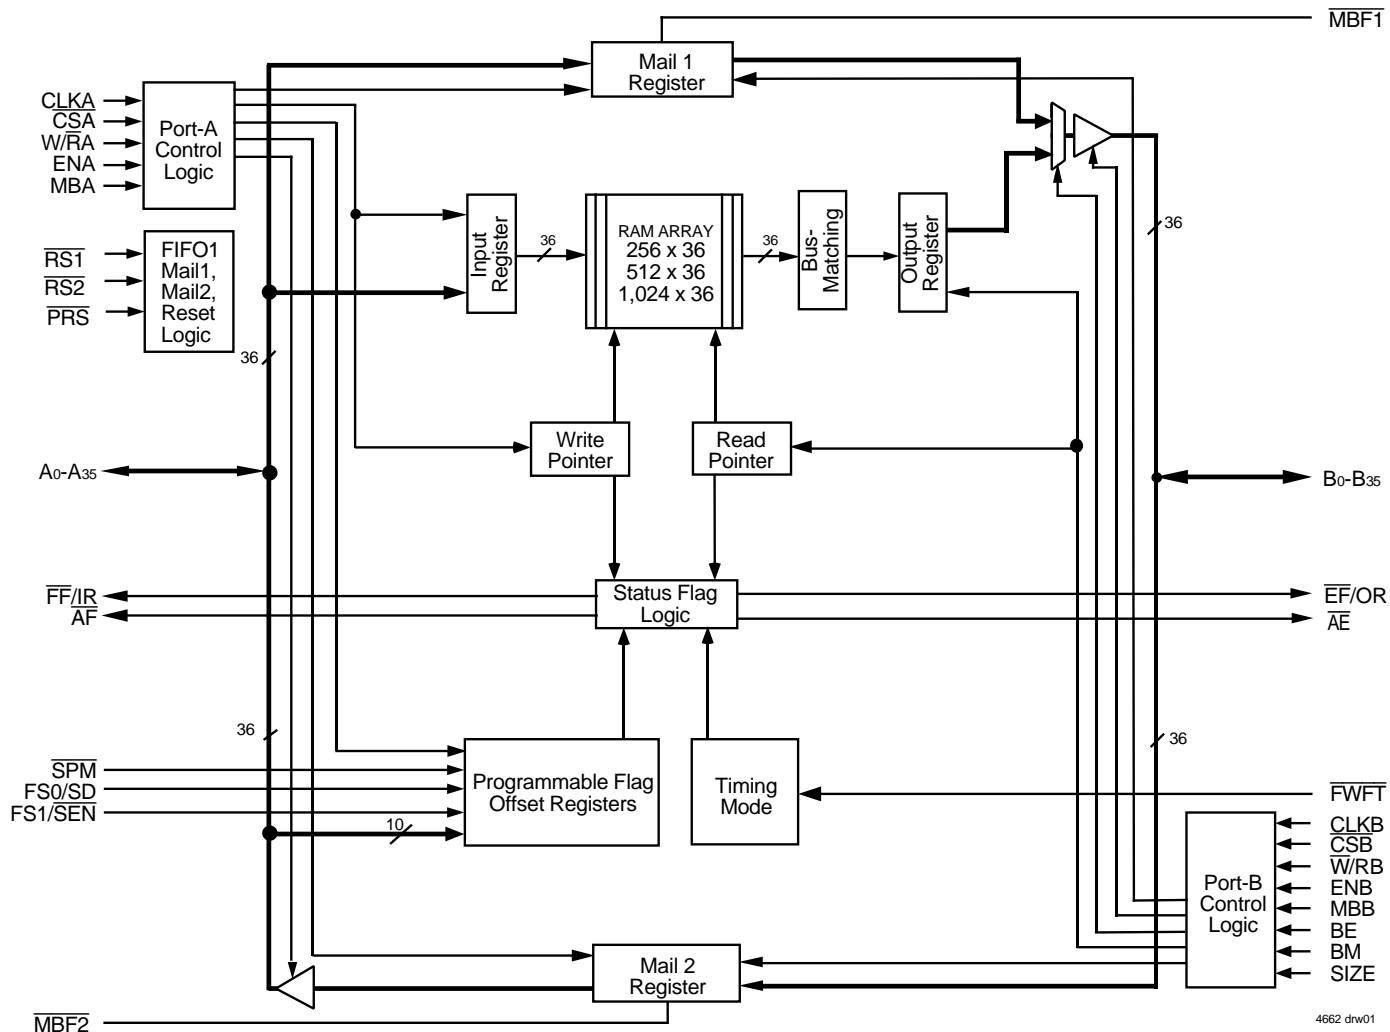 MBF1
Mail 1
Register
CLKA
CSA
W/RA
ENA
MBA
Port-A
Control
Logic
RS1
RS2
PRS
FIFO1
Mail1,
Mail2,
Reset
Logic
36
Input
Register
36
RAM ARRAY
256 x 36
512 x 36
1,024 x 36
36
Bus-
Matching
Output
Register
36
Write
Pointer
Read
Pointer
A0-A35
B0-B35
FF/IR
AF
Status Flag
Logic
EF/OR
AE
36
36
SPM
FS0/SD
FS1/SEN
10
Programmable Flag
Offset Registers
Timing
Mode
FWFT
Port-B
Control
Logic
CLKB
CSB
W/RB
ENB
MBB
BE
BM
SIZE
Mail 2
Register
MBF2
4662 drw01